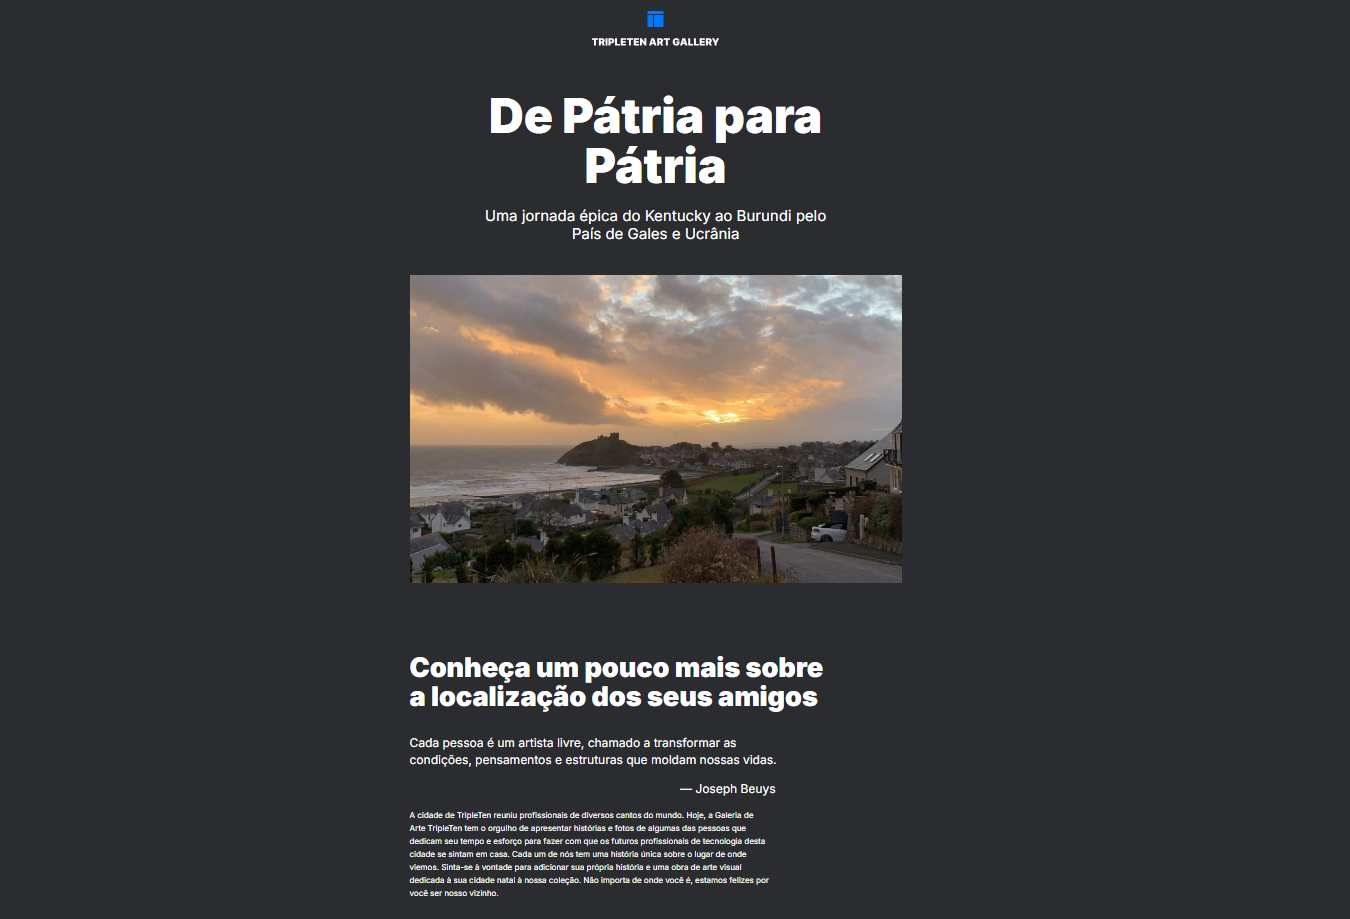 TRIPLETEN ART GALLERY
De Pátria para
Pátria
Uma jornada épica do Kentucky ao Burundi pelo
País de Gales e Ucrânia
Conheça um pouco mais sobre
a localização dos seus amigos
Cada pessoa é um artista livre, chamado a transformar as
condições, pensamentos e estruturas que moldam nossas vidas.
— Joseph Beuys
A cidade de TripleTen reuniu profissionais de diversos cantos do mundo. Hoje, a Galeria de
Arte TripleTen tem o orgulho de apresentar histórias e fotos de algumas das pessoas que
dedicam seu tempo e esforço para fazer com que os futuros profissionais de tecnologia desta
cidade se sintam em casa. Cada um de nós tem uma história única sobre o lugar de onde
viemos. Sinta-se à vontade para adicionar sua própria história e uma obra de arte visual
dedicada à sua cidade natal à nossa coleção. Não importa de onde você é, estamos felizes por
você ser nosso vizinho.